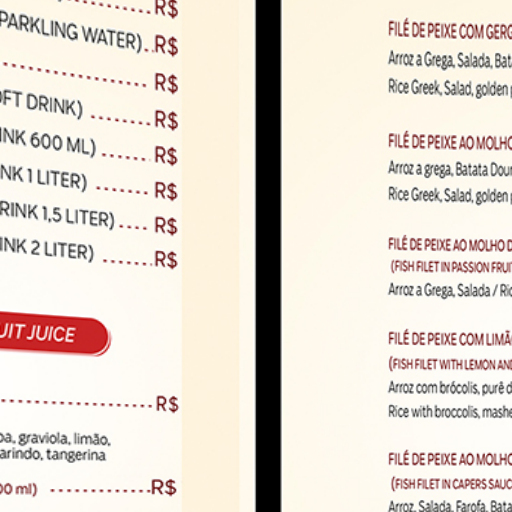 R$
PARKLING WATER)..R$
R$
OFT DRINK) R$
INK 600 ML) R$
NK 1 LITER) R$
RINK 1,5 LITER) R$
INK 2 LITER) R$
UIT JUICE
R$
pa, graviola, limão,
arindo, tangerina
00 ml) R$
FILÉ DE PEIXE COM GERG
Arroz a Grega, Salada, Bat
Rice Greek, Salad, golden
FILÉ DE PEIXE AO MOLHO
Arroz a grega, Batata Dour
Rice Greek, Salad, golden
FILÉ DE PEIXE AO MOLHO D
(FISH FILET IN PASSION FRUI
Arroz a Grega, Salada / Ric
FILÉ DE PEIXE COM LIMÃ
(FISH FILET WITH LEMON AND
Arroz com brócolis, purê d
Rice with broccolis, mashe
FILÉ DE PEIXE AO MOLHO
(FISH FILET IN CAPERS SAUC
Arroz, Salada, Farofa, Bata